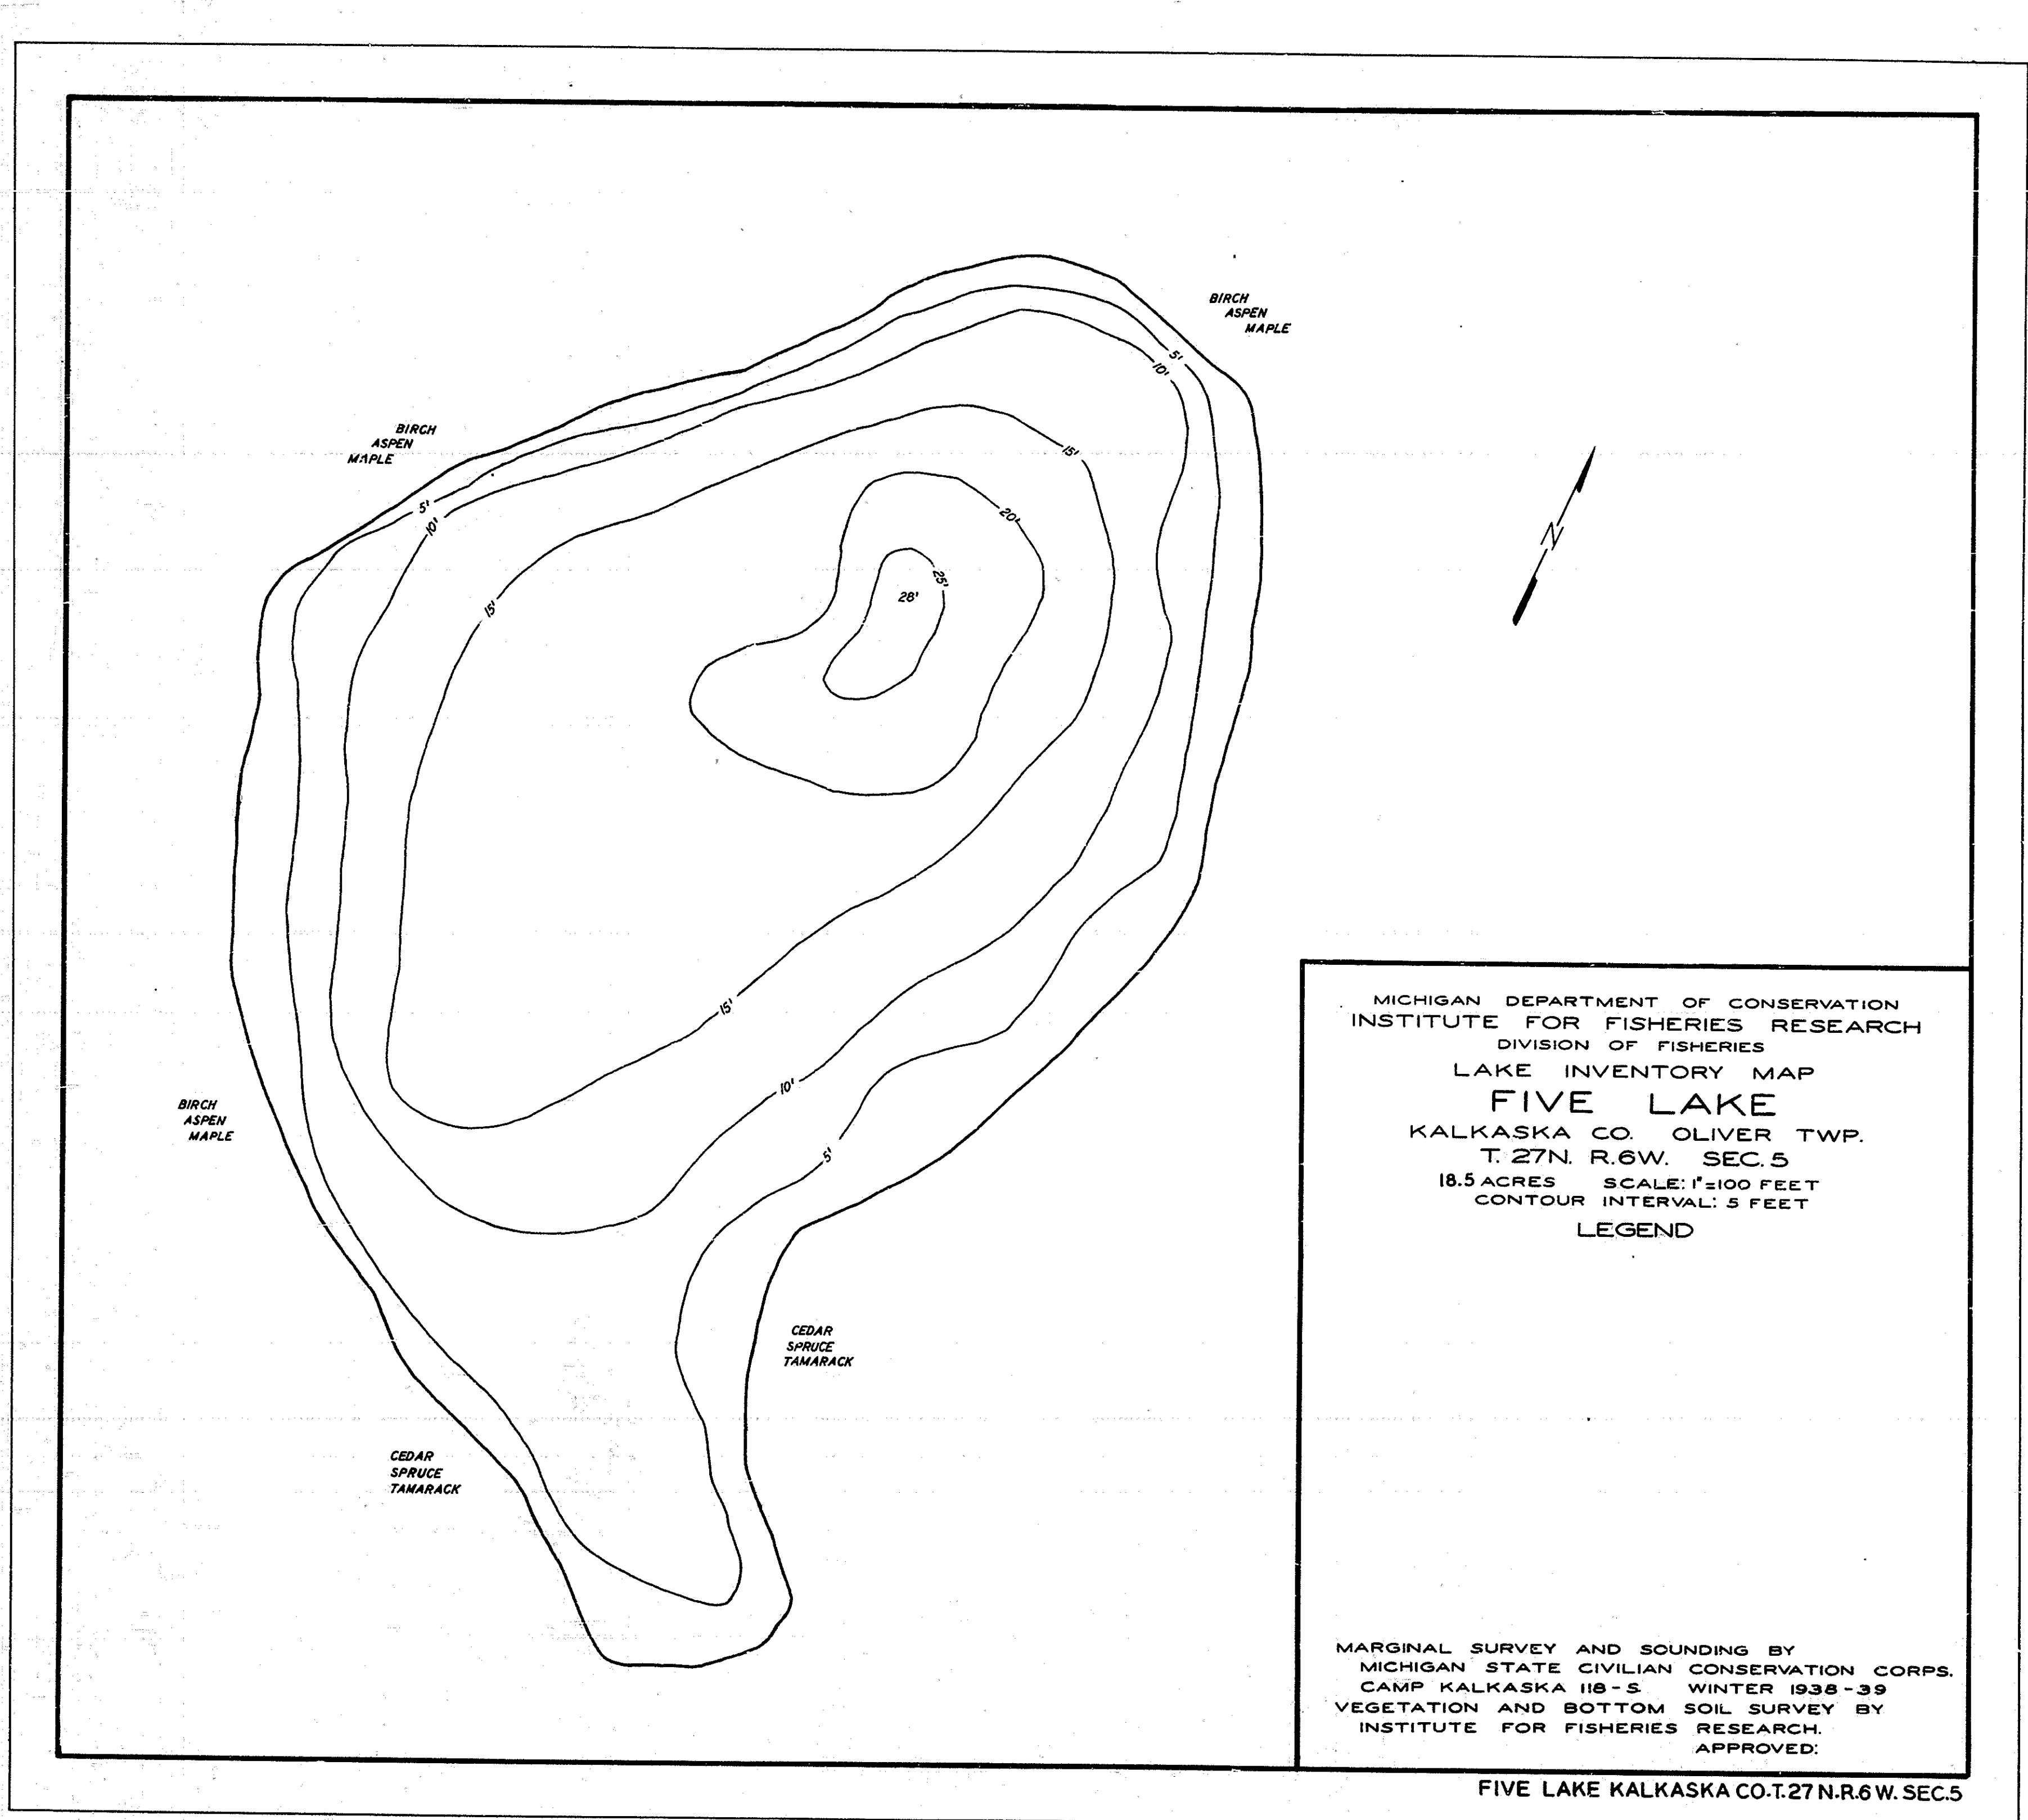 BIRCH
ASPEN
MAPLE
5'
10'
BIRCH
ASPEN
MAPLE
15'
5'
10'
20'
N
25'
28'
15'
MICHIGAN DEPARTMENT OF CONSERVATION
INSTITUTE FOR FISHERIES RESEARCH
DIVISION OF FISHERIES
LAKE INVENTORY MAP
FIVE LAKE
KALKASKA CO. OLIVER TWP.
T. 27N. R.6W. SEC. 5
18.5 ACRES SCALE: 1"=100 FEET
CONTOUR INTERVAL: 5 FEET
LEGEND
15'
10'
BIRCH
ASPEN
MAPLE
5'
CEDAR
SPRUCE
TAMARACK
CEDAR
SPRUCE
TAMARACK
MARGINAL SURVEY AND SOUNDING BY
MICHIGAN STATE CIVILIAN CONSERVATION CORPS.
CAMP KALKASKA 118-S WINTER 1938-39
VEGETATION AND BOTTOM SOIL SURVEY BY
INSTITUTE FOR FISHERIES RESEARCH.
APPROVED:
FIVE LAKE KALKASKA CO.T.27 N.R.6 W. SEC.5